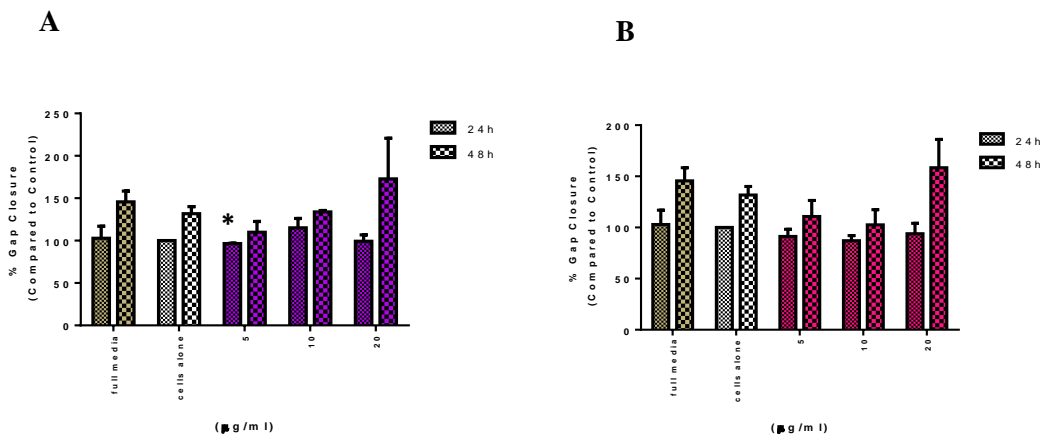 A
% Gap Closure
(Compared to Control)
250
200
150
100
50
0
*
24h
48h
full media
cells alone
5
10
20
(µg/ml)
B
% Gap Closure
(Compared to Control)
200
150
100
50
0
24h
48h
full media
cells alone
5
10
20
(µg/ml)